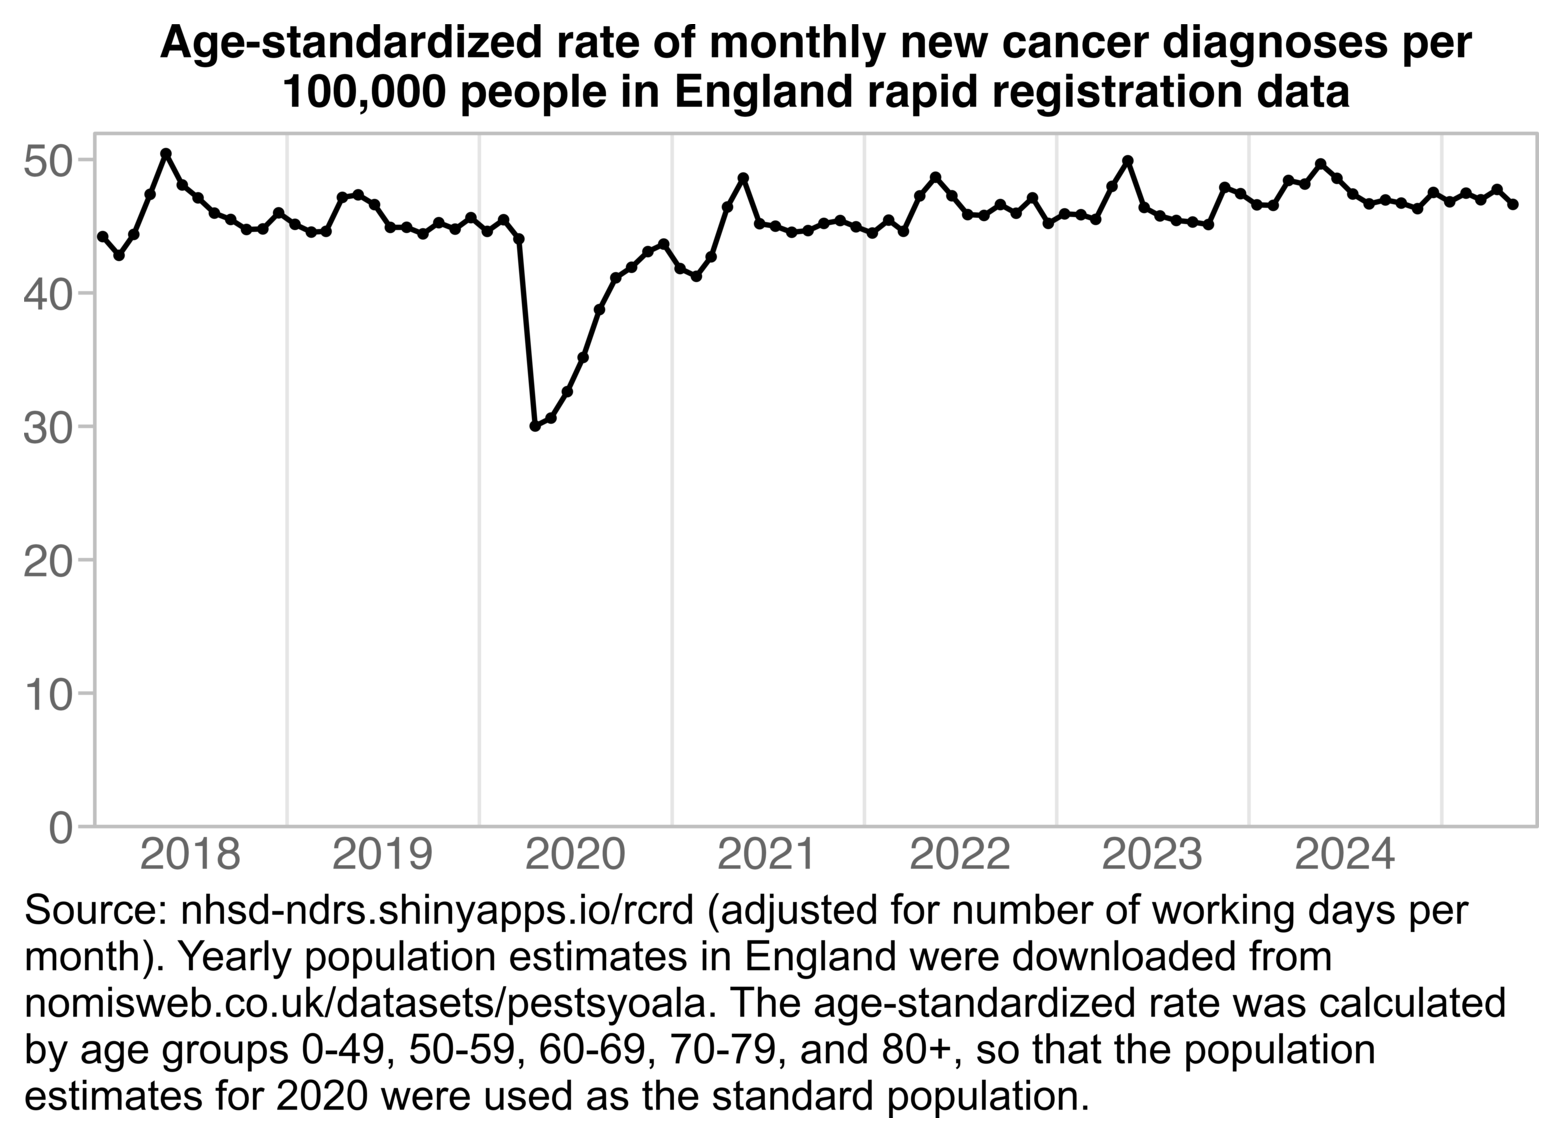 Age-standardized rate of monthly new cancer diagnoses per
100,000 people in England rapid registration data
50
40
30
20
10
0
2018 2019 2020 2021 2022 2023 2024
Source: nhsd-ndrs.shinyapps.io/rcrd (adjusted for number of working days per
month). Yearly population estimates in England were downloaded from
nomisweb.co.uk/datasets/pestsyoala. The age-standardized rate was calculated
by age groups 0-49, 50-59, 60-69, 70-79, and 80+, so that the population
estimates for 2020 were used as the standard population.